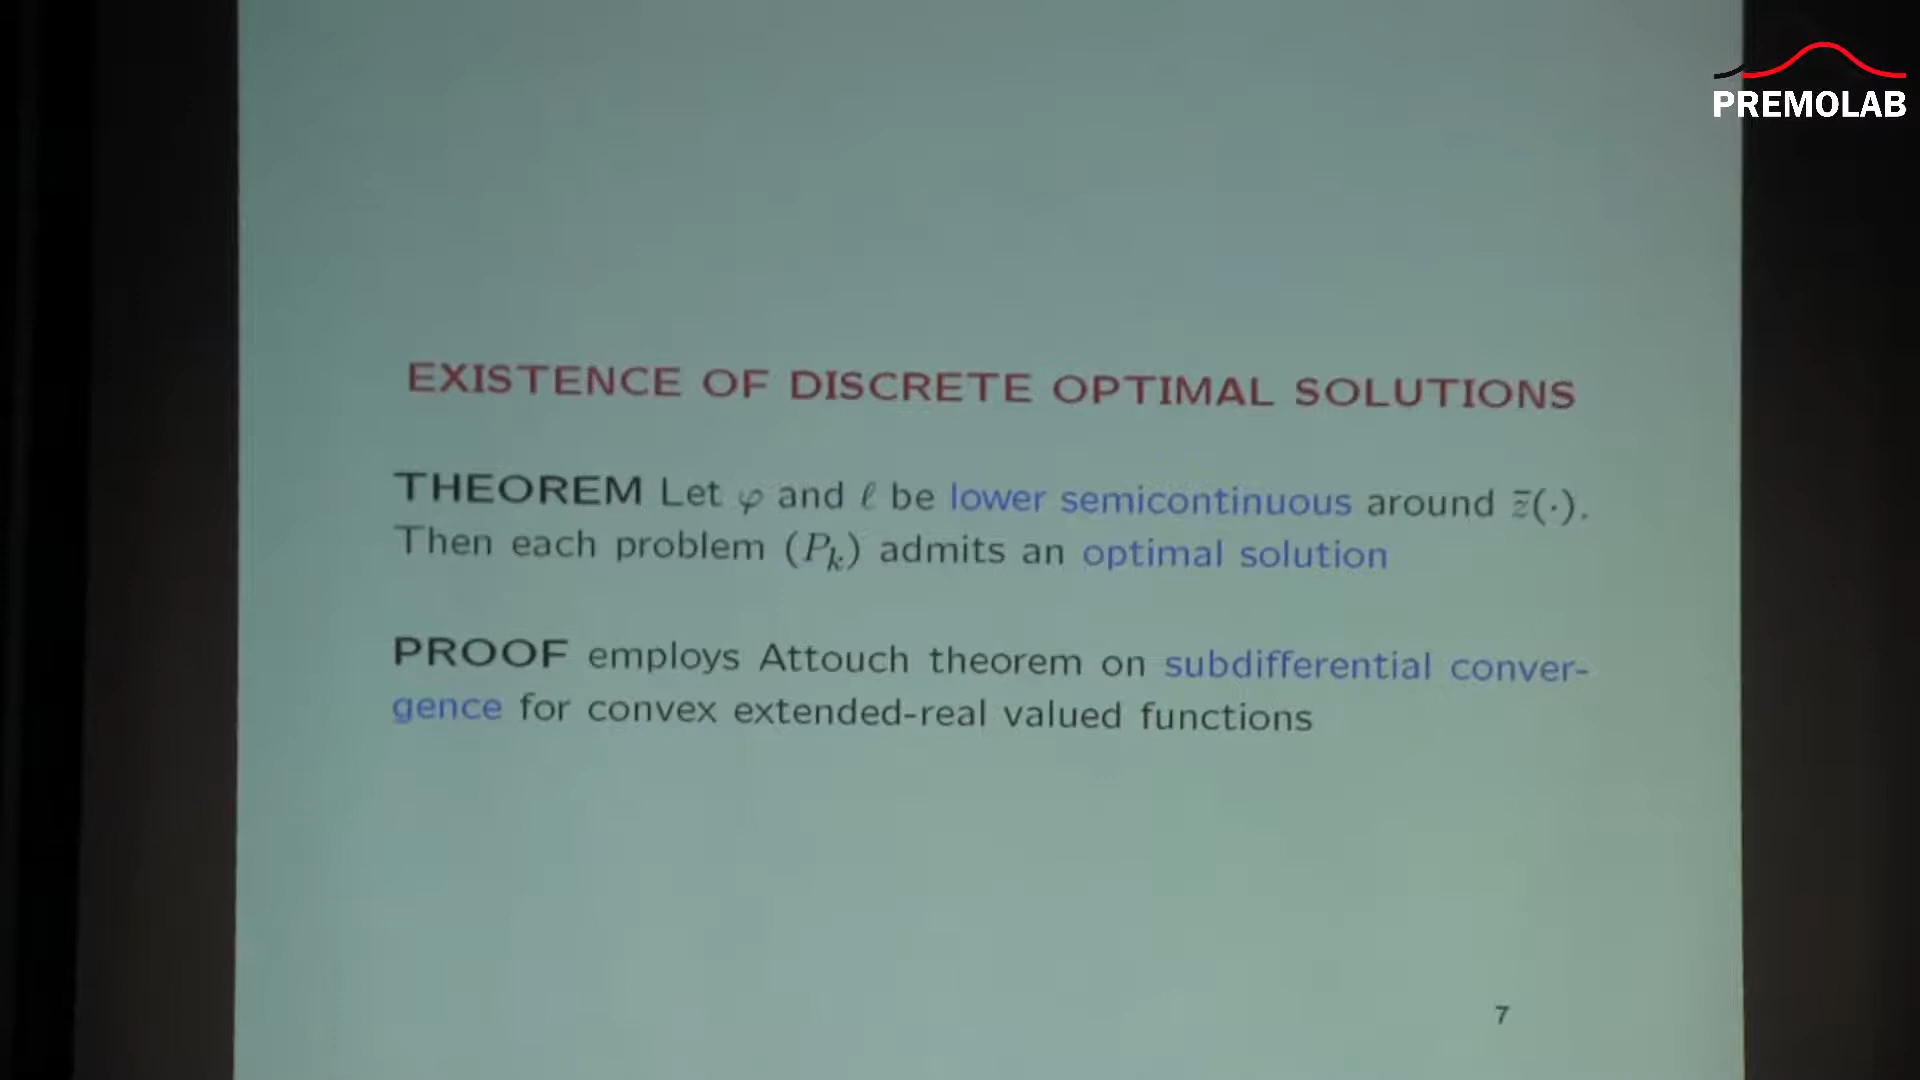 PREMOLAB
EXISTENCE OF DISCRETE OPTIMAL SOLUTIONS
THEOREM Let φ and ℓ be lower semicontinuous around z̄(·).
Then each problem (Pₖ) admits an optimal solution
PROOF employs Attouch theorem on subdifferential conver-
gence for convex extended-real valued functions
7